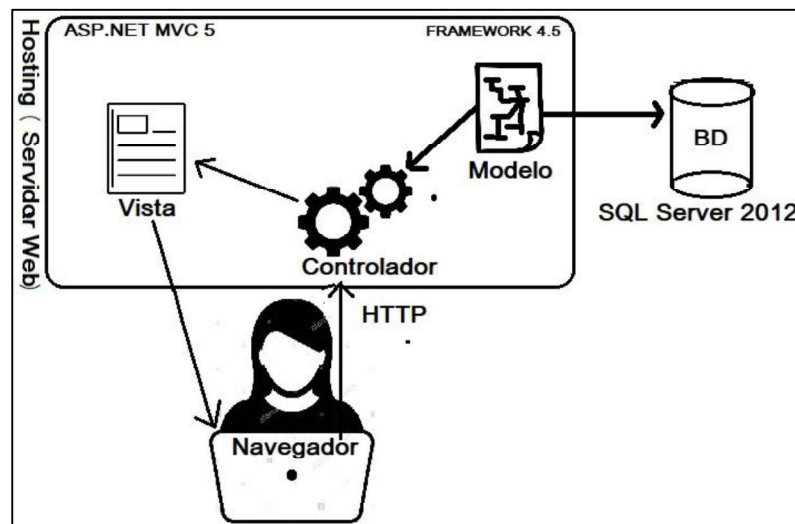 Hosting ( Servidor Web)
ASP.NET MVC 5
FRAMEWORK 4.5
Vista
Modelo
BD
SQL Server 2012
Controlador
HTTP
Navegador